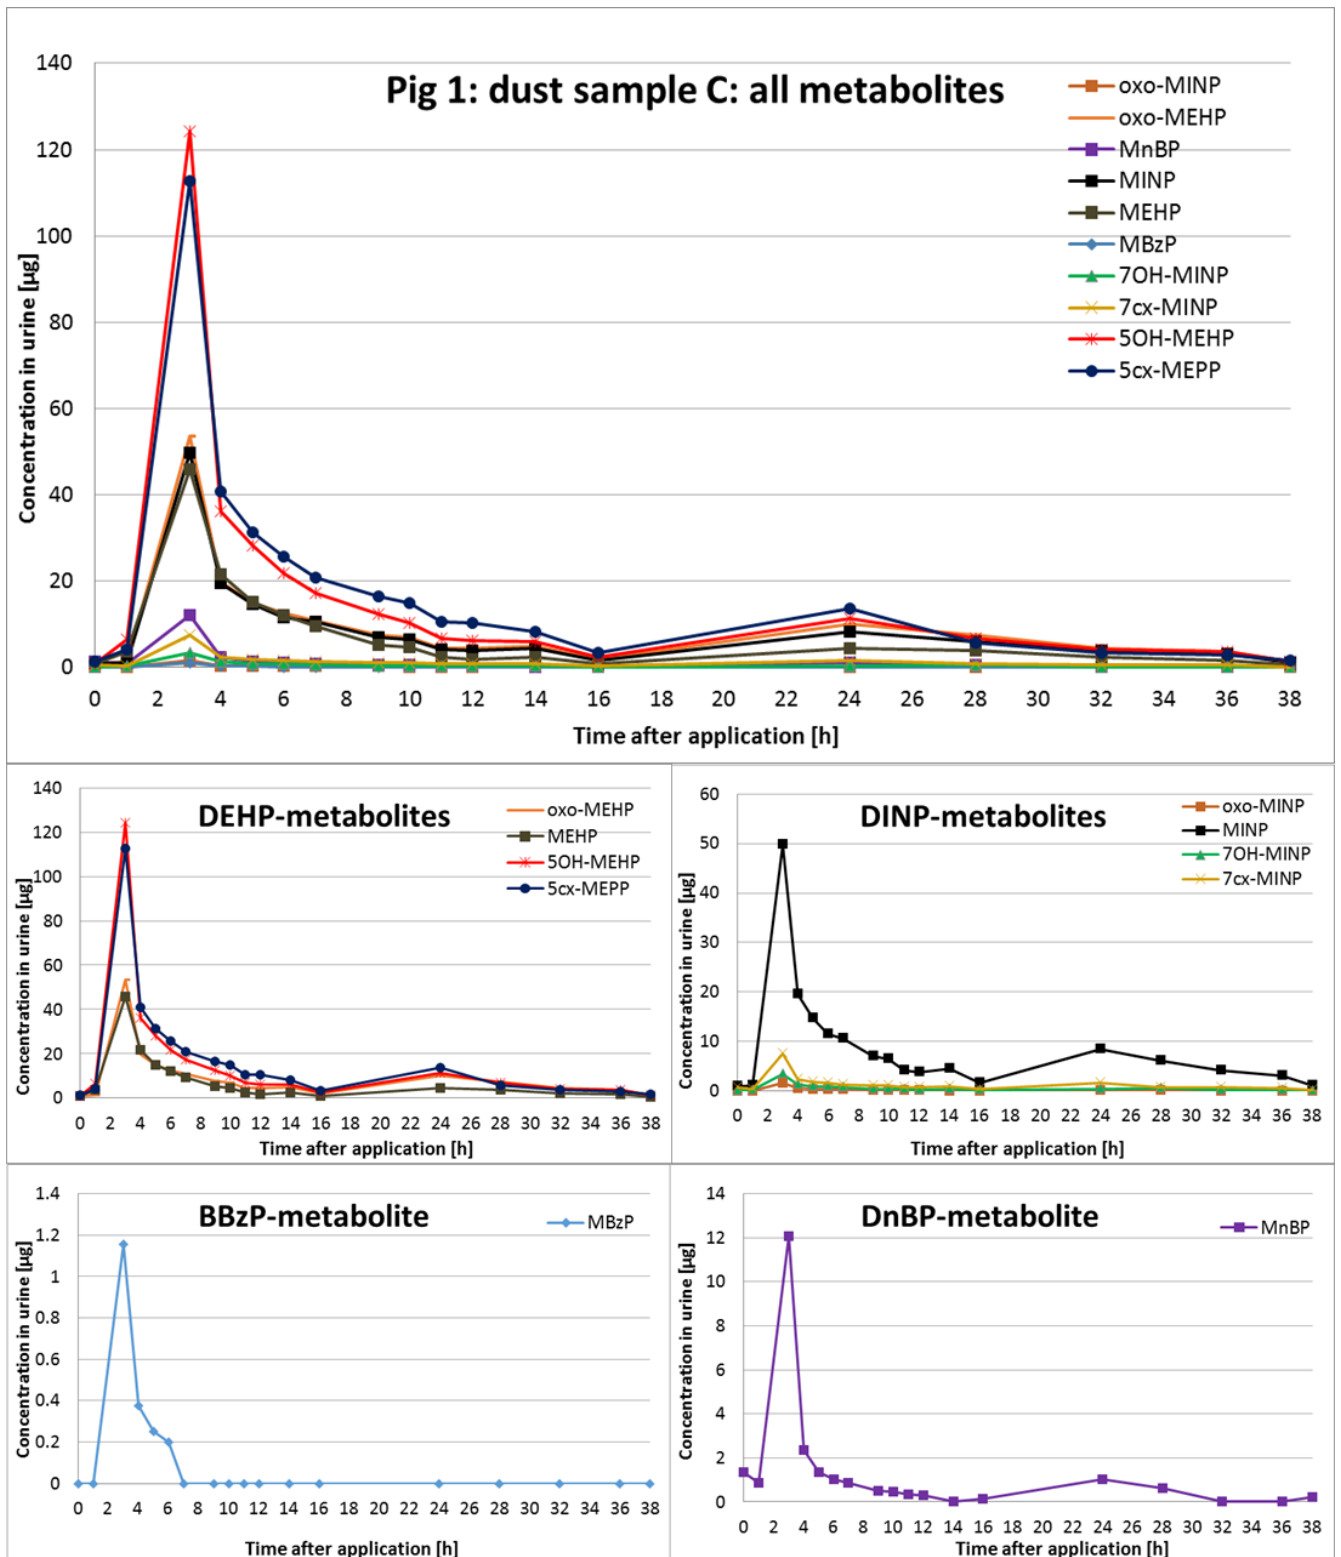 Pig 1: dust sample C: all metabolites
140
120
100
80
60
40
20
0
Concentration in urine [µg]
oxo-MINP
oxo-MEHP
MnBP
MINP
MEHP
MBzP
7OH-MINP
7cx-MINP
5OH-MEHP
5cx-MEPP
0 2 4 6 8 10 12 14 16 18 20 22 24 26 28 30 32 34 36 38
Time after application [h]
DEHP-metabolites
140
120
100
80
60
40
20
0
Concentration in urine [µg]
oxo-MEHP
MEHP
5OH-MEHP
5cx-MEPP
0 2 4 6 8 10 12 14 16 18 20 22 24 26 28 30 32 34 36 38
Time after application [h]
DINP-metabolites
60
50
40
30
20
10
0
Concentration in urine [µg]
oxo-MINP
MINP
7OH-MINP
7cx-MINP
0 2 4 6 8 10 12 14 16 18 20 22 24 26 28 30 32 34 36 38
Time after application [h]
BBzP-metabolite
1.4
1.2
1
0.8
0.6
0.4
0.2
0
Concentration in urine [µg]
MBzP
0 2 4 6 8 10 12 14 16 18 20 22 24 26 28 30 32 34 36 38
Time after application [h]
DnBP-metabolite
14
12
10
8
6
4
2
0
Concentration in urine [µg]
MnBP
0 2 4 6 8 10 12 14 16 18 20 22 24 26 28 30 32 34 36 38
Time after application [h]